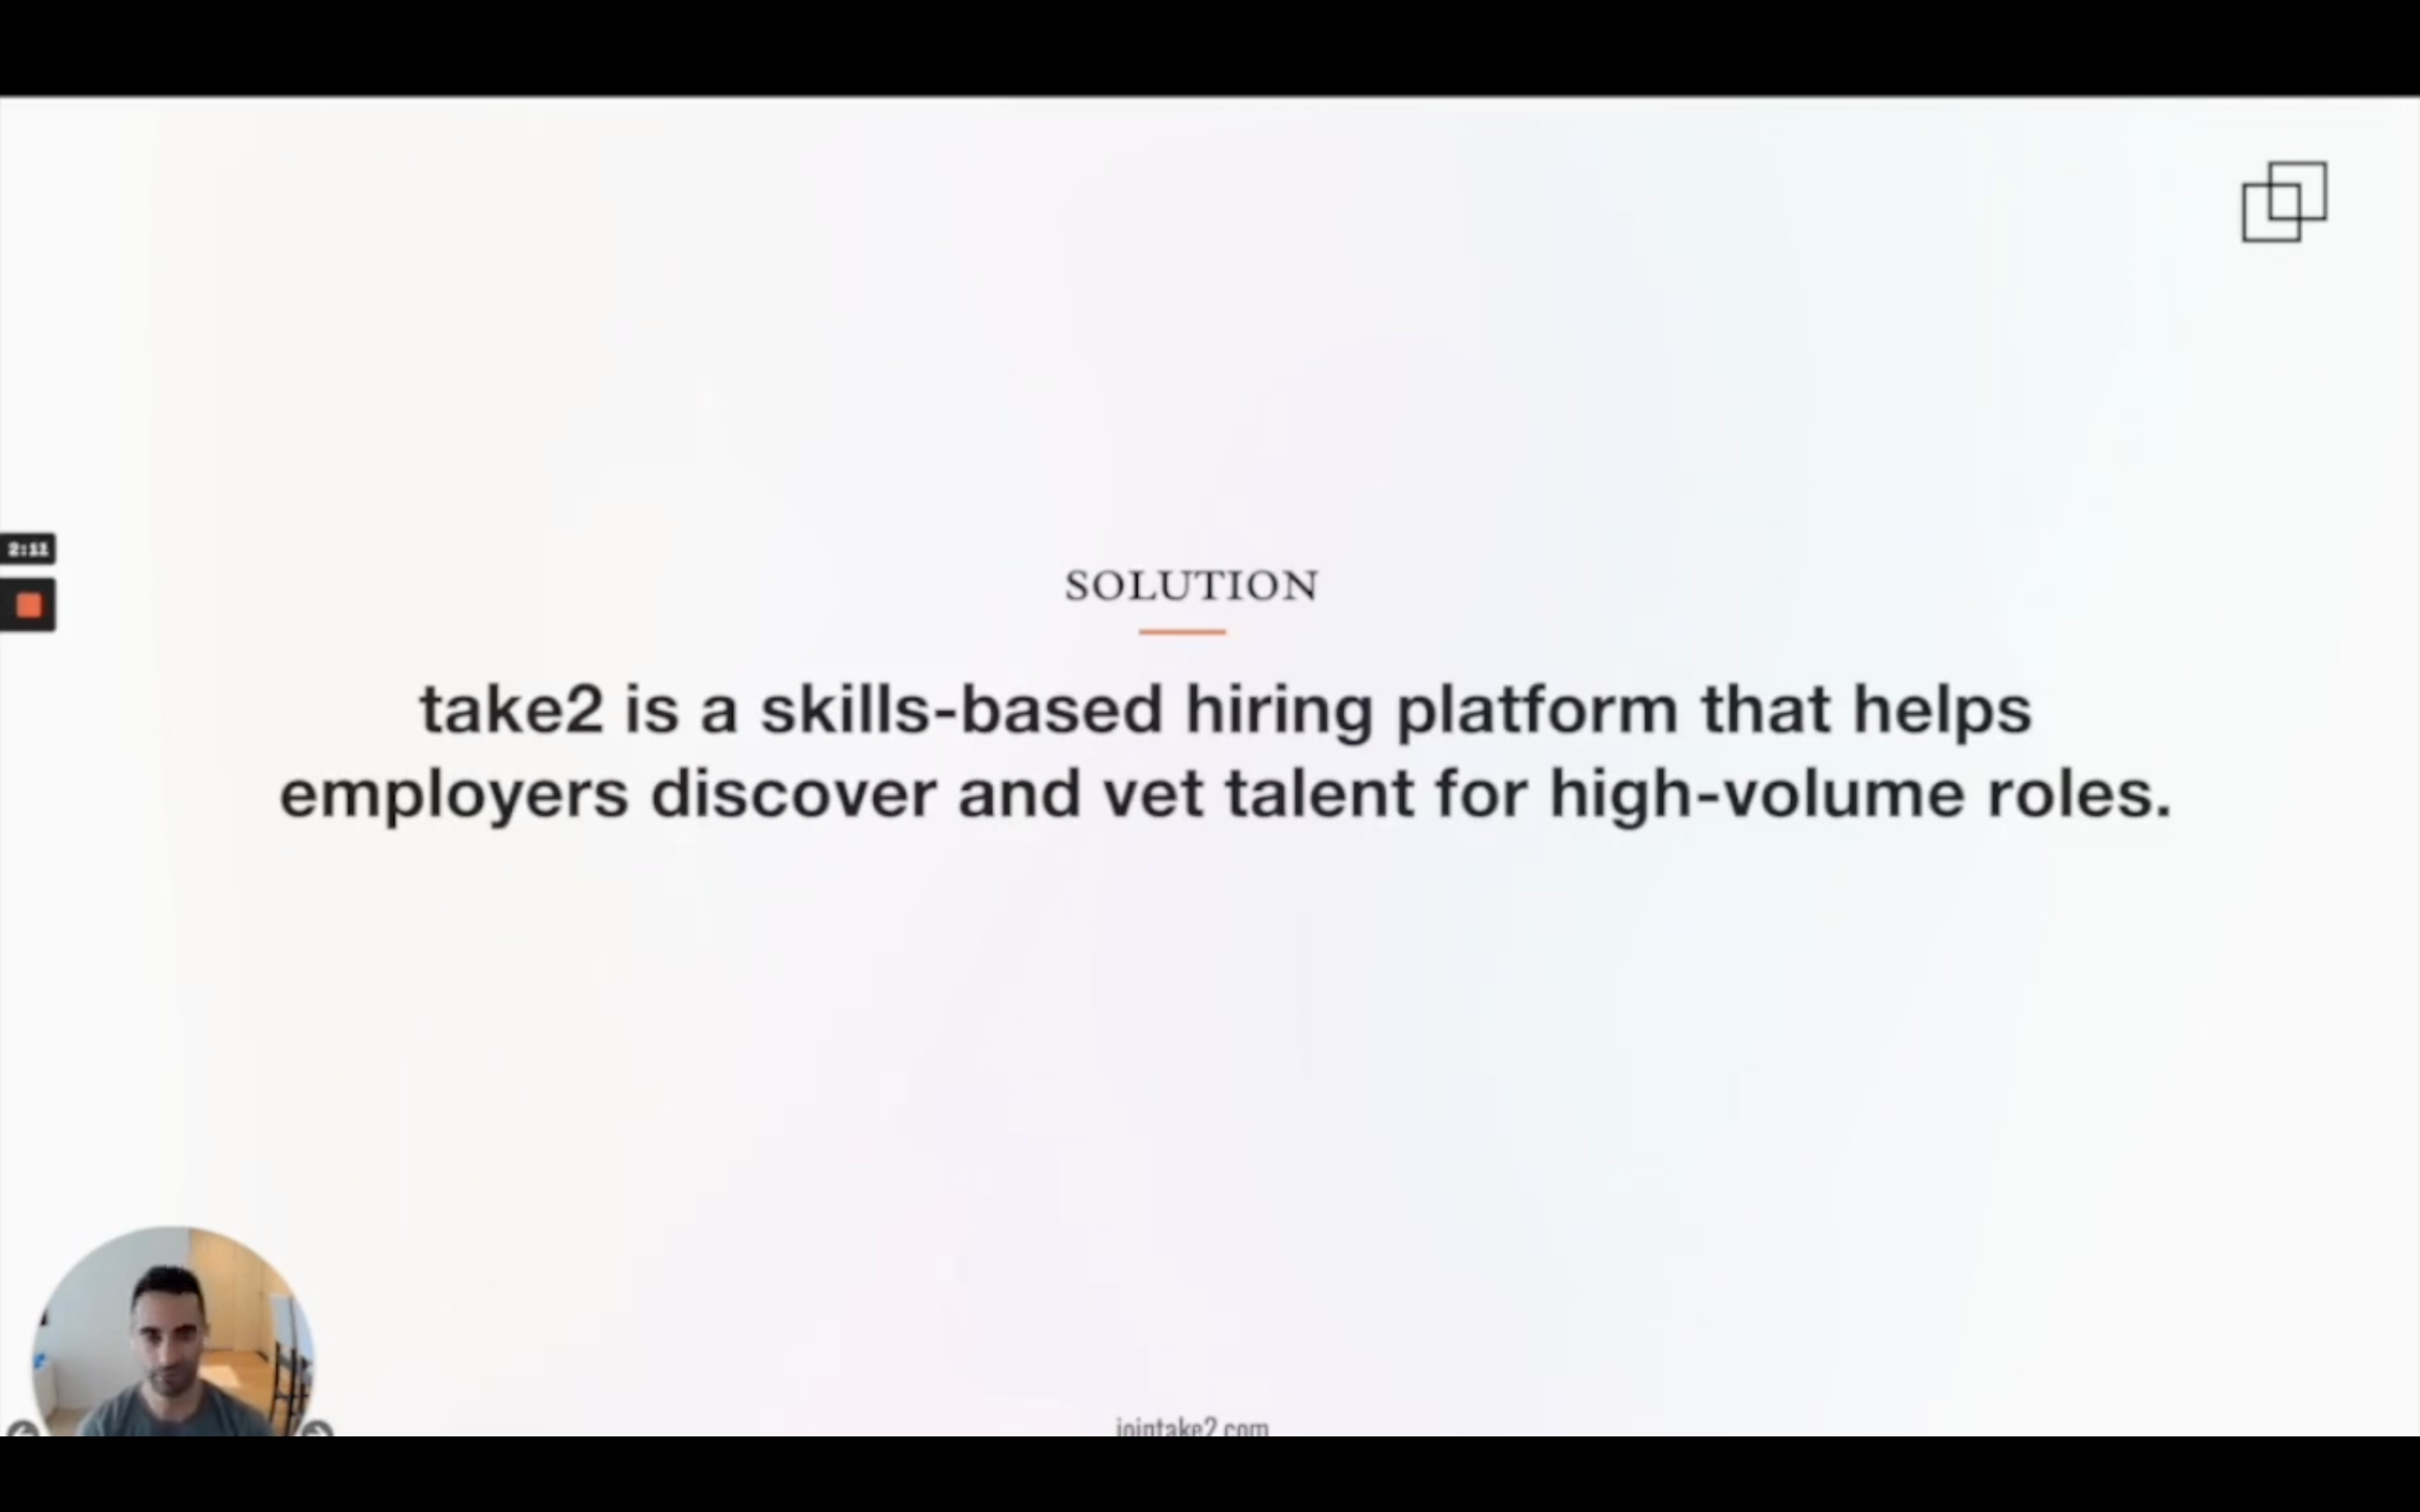 2:11
SOLUTION
take2 is a skills-based hiring platform that helps
employers discover and vet talent for high-volume roles.
jointake2.com